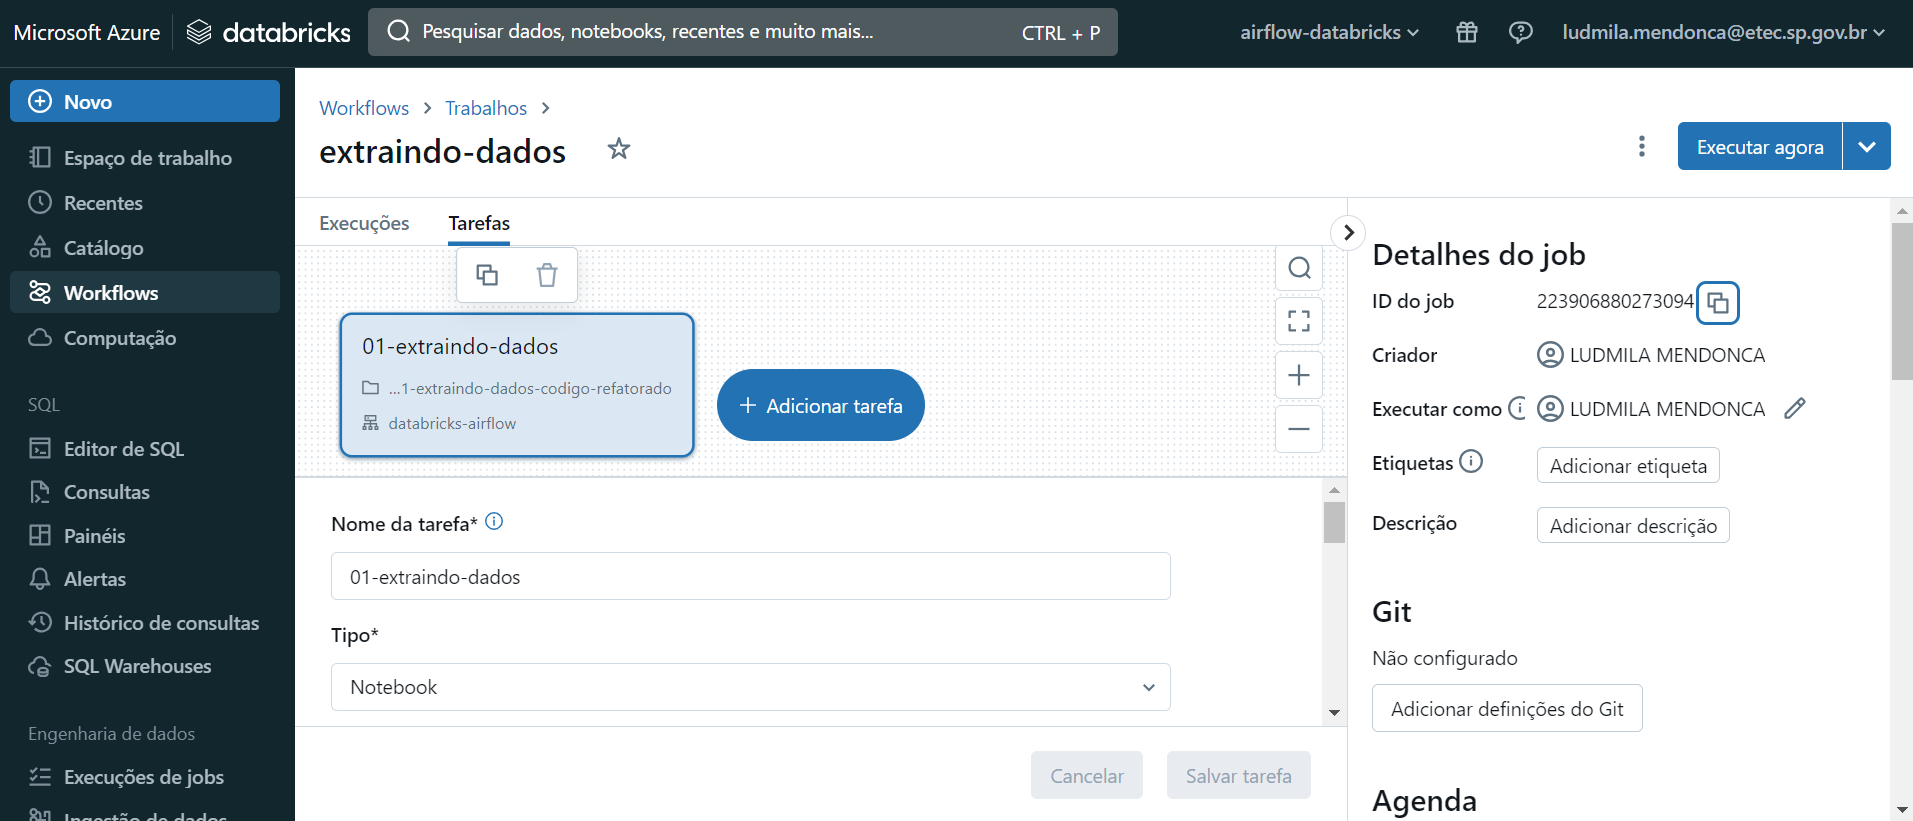 Microsoft Azure databricks Pesquisar dados, notebooks, recentes e muito mais... CTRL + P airflow-databricks ludmila.mendonca@etec.sp.gov.br
Novo
Espaço de trabalho
Recentes
Catálogo
Workflows
Computação
SQL
Editor de SQL
Consultas
Painéis
Alertas
Histórico de consultas
SQL Warehouses
Engenharia de dados
Execuções de jobs
Ingestão de dados
Workflows > Trabalhos >
extraindo-dados
Executar agora
Execuções Tarefas
01-extraindo-dados
...1-extraindo-dados-codigo-refatorado
databricks-airflow
+ Adicionar tarefa
Nome da tarefa*
01-extraindo-dados
Tipo*
Notebook
Cancelar Salvar tarefa
Detalhes do job
ID do job 223906880273094
Criador LUDMILA MENDONCA
Executar como LUDMILA MENDONCA
Etiquetas Adicionar etiqueta
Descrição Adicionar descrição
Git
Não configurado
Adicionar definições do Git
Agenda